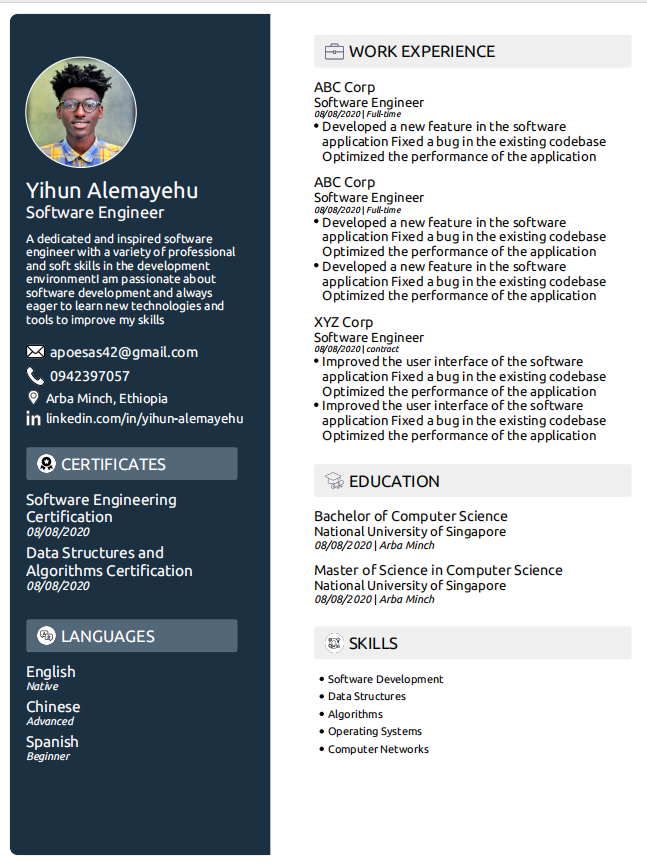 Yihun Alemayehu
Software Engineer
A dedicated and inspired software
engineer with a variety of professional
and soft skills in the development
environmentI am passionate about
software development and always
eager to learn new technologies and
tools to improve my skills
apoesas42@gmail.com
0942397057
Arba Minch, Ethiopia
in linkedin.com/in/yihun-alemayehu
CERTIFICATES
Software Engineering
Certification
08/08/2020
Data Structures and
Algorithms Certification
08/08/2020
LANGUAGES
English
Native
Chinese
Advanced
Spanish
Beginner
WORK EXPERIENCE
ABC Corp
Software Engineer
08/08/2020 | Full-time
• Developed a new feature in the software
application Fixed a bug in the existing codebase
Optimized the performance of the application
ABC Corp
Software Engineer
08/08/2020 | Full-time
• Developed a new feature in the software
application Fixed a bug in the existing codebase
Optimized the performance of the application
• Developed a new feature in the software
application Fixed a bug in the existing codebase
Optimized the performance of the application
XYZ Corp
Software Engineer
08/08/2020 | contract
• Improved the user interface of the software
application Fixed a bug in the existing codebase
Optimized the performance of the application
• Improved the user interface of the software
application Fixed a bug in the existing codebase
Optimized the performance of the application
EDUCATION
Bachelor of Computer Science
National University of Singapore
08/08/2020 | Arba Minch
Master of Science in Computer Science
National University of Singapore
08/08/2020 | Arba Minch
SKILLS
• Software Development
• Data Structures
• Algorithms
• Operating Systems
• Computer Networks